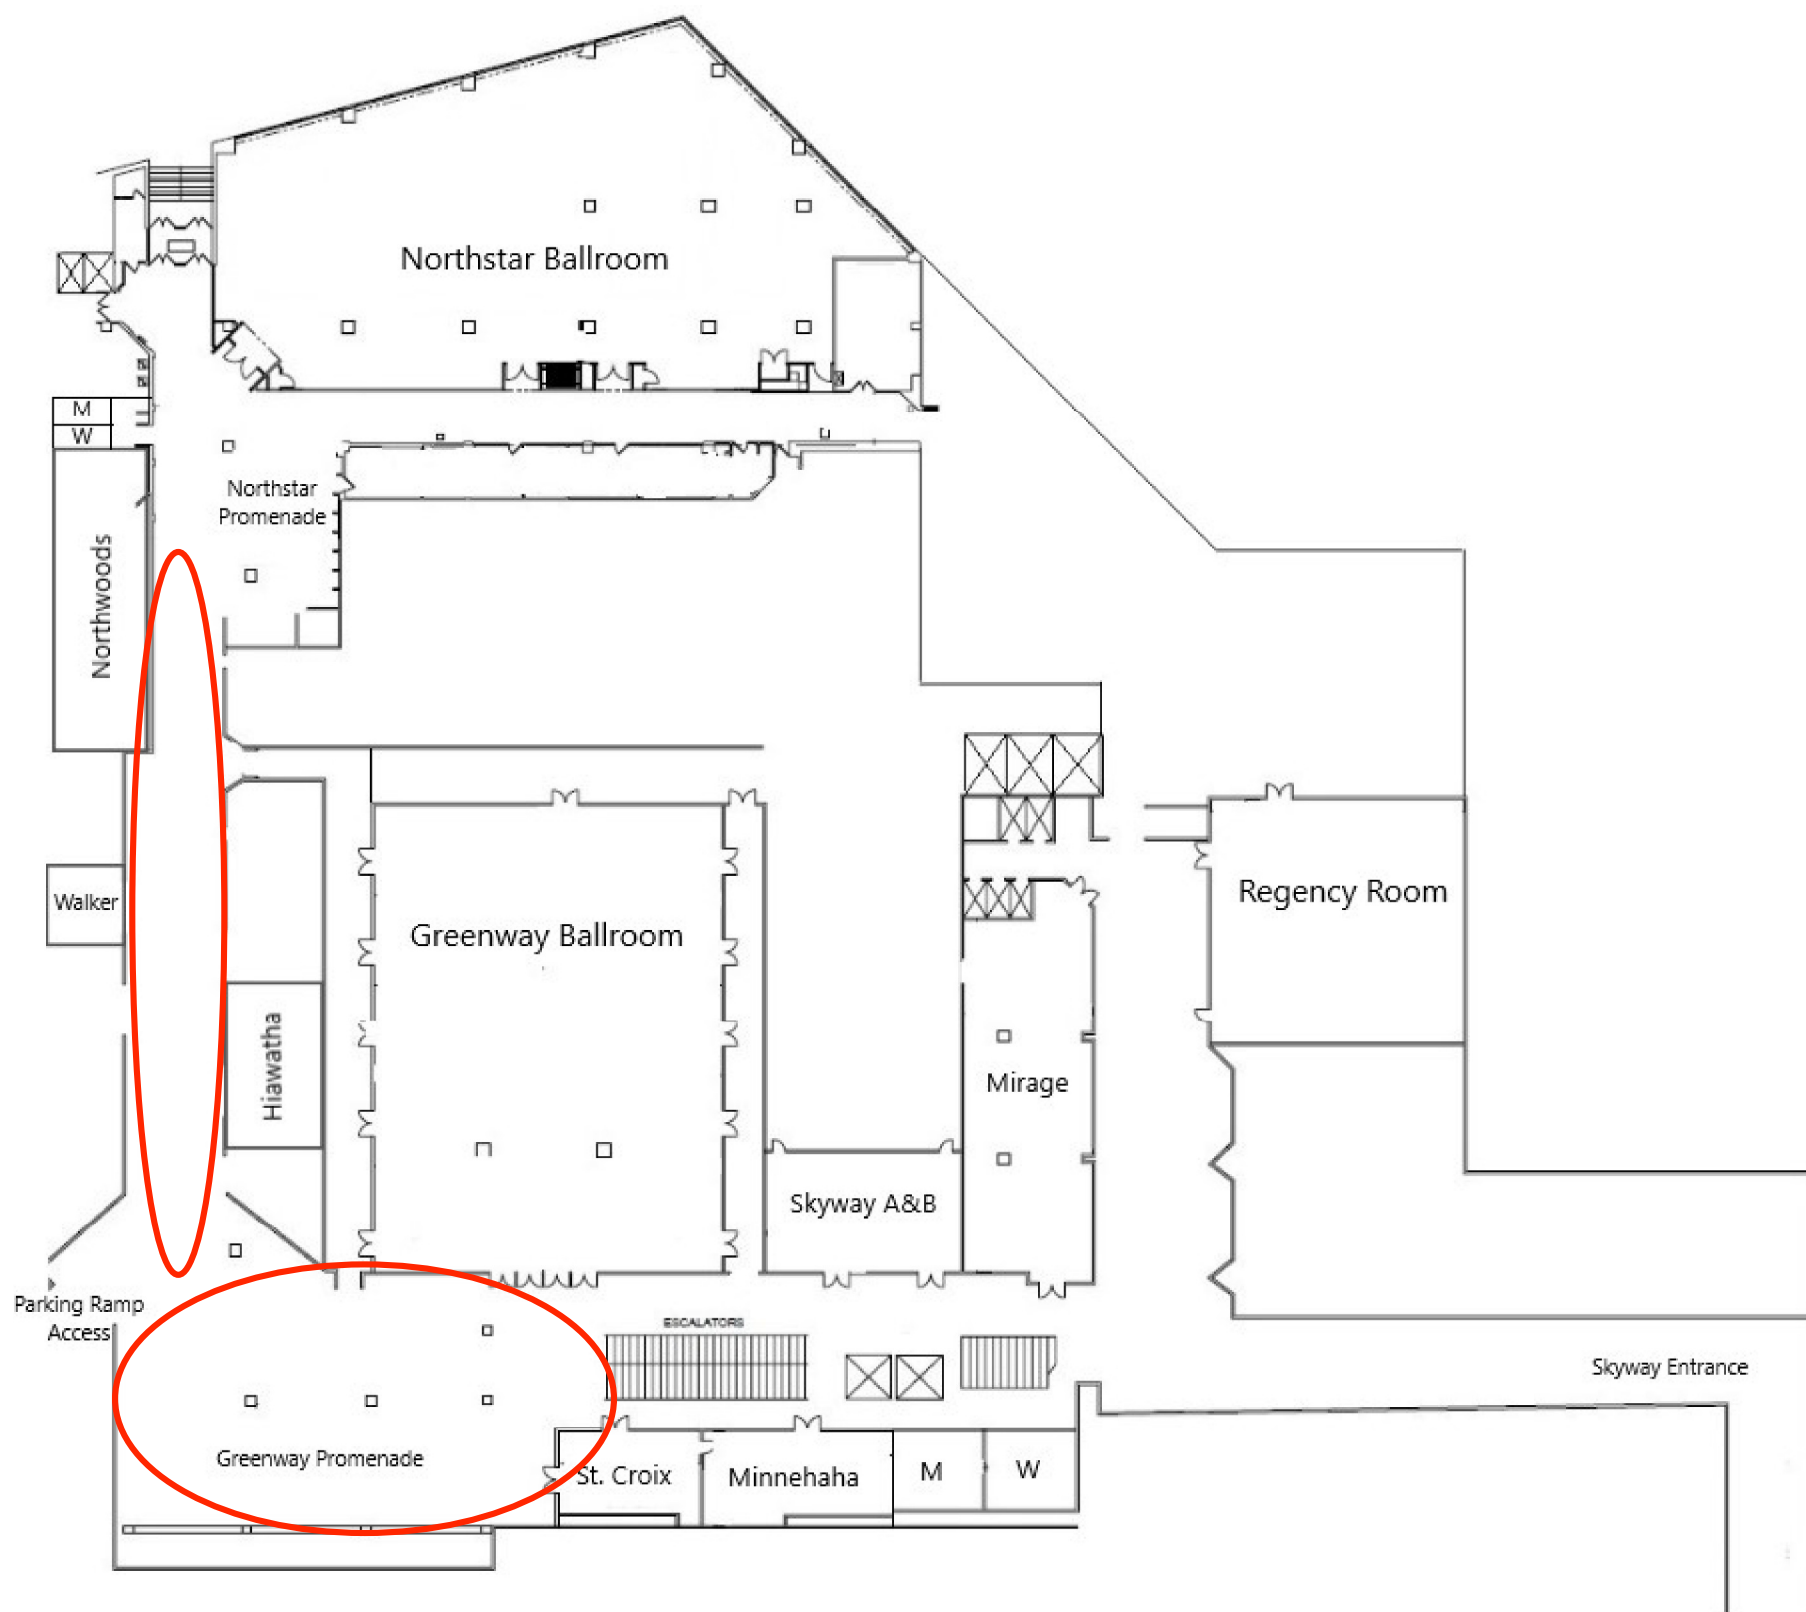 Northstar Ballroom
M
W
Northstar
Promenade
Northwoods
Walker
Greenway Ballroom
Regency Room
Hiawatha
Mirage
Skyway A&B
Parking Ramp
Access
ESCALATORS
Skyway Entrance
Greenway Promenade
St. Croix
Minnehaha
M
W